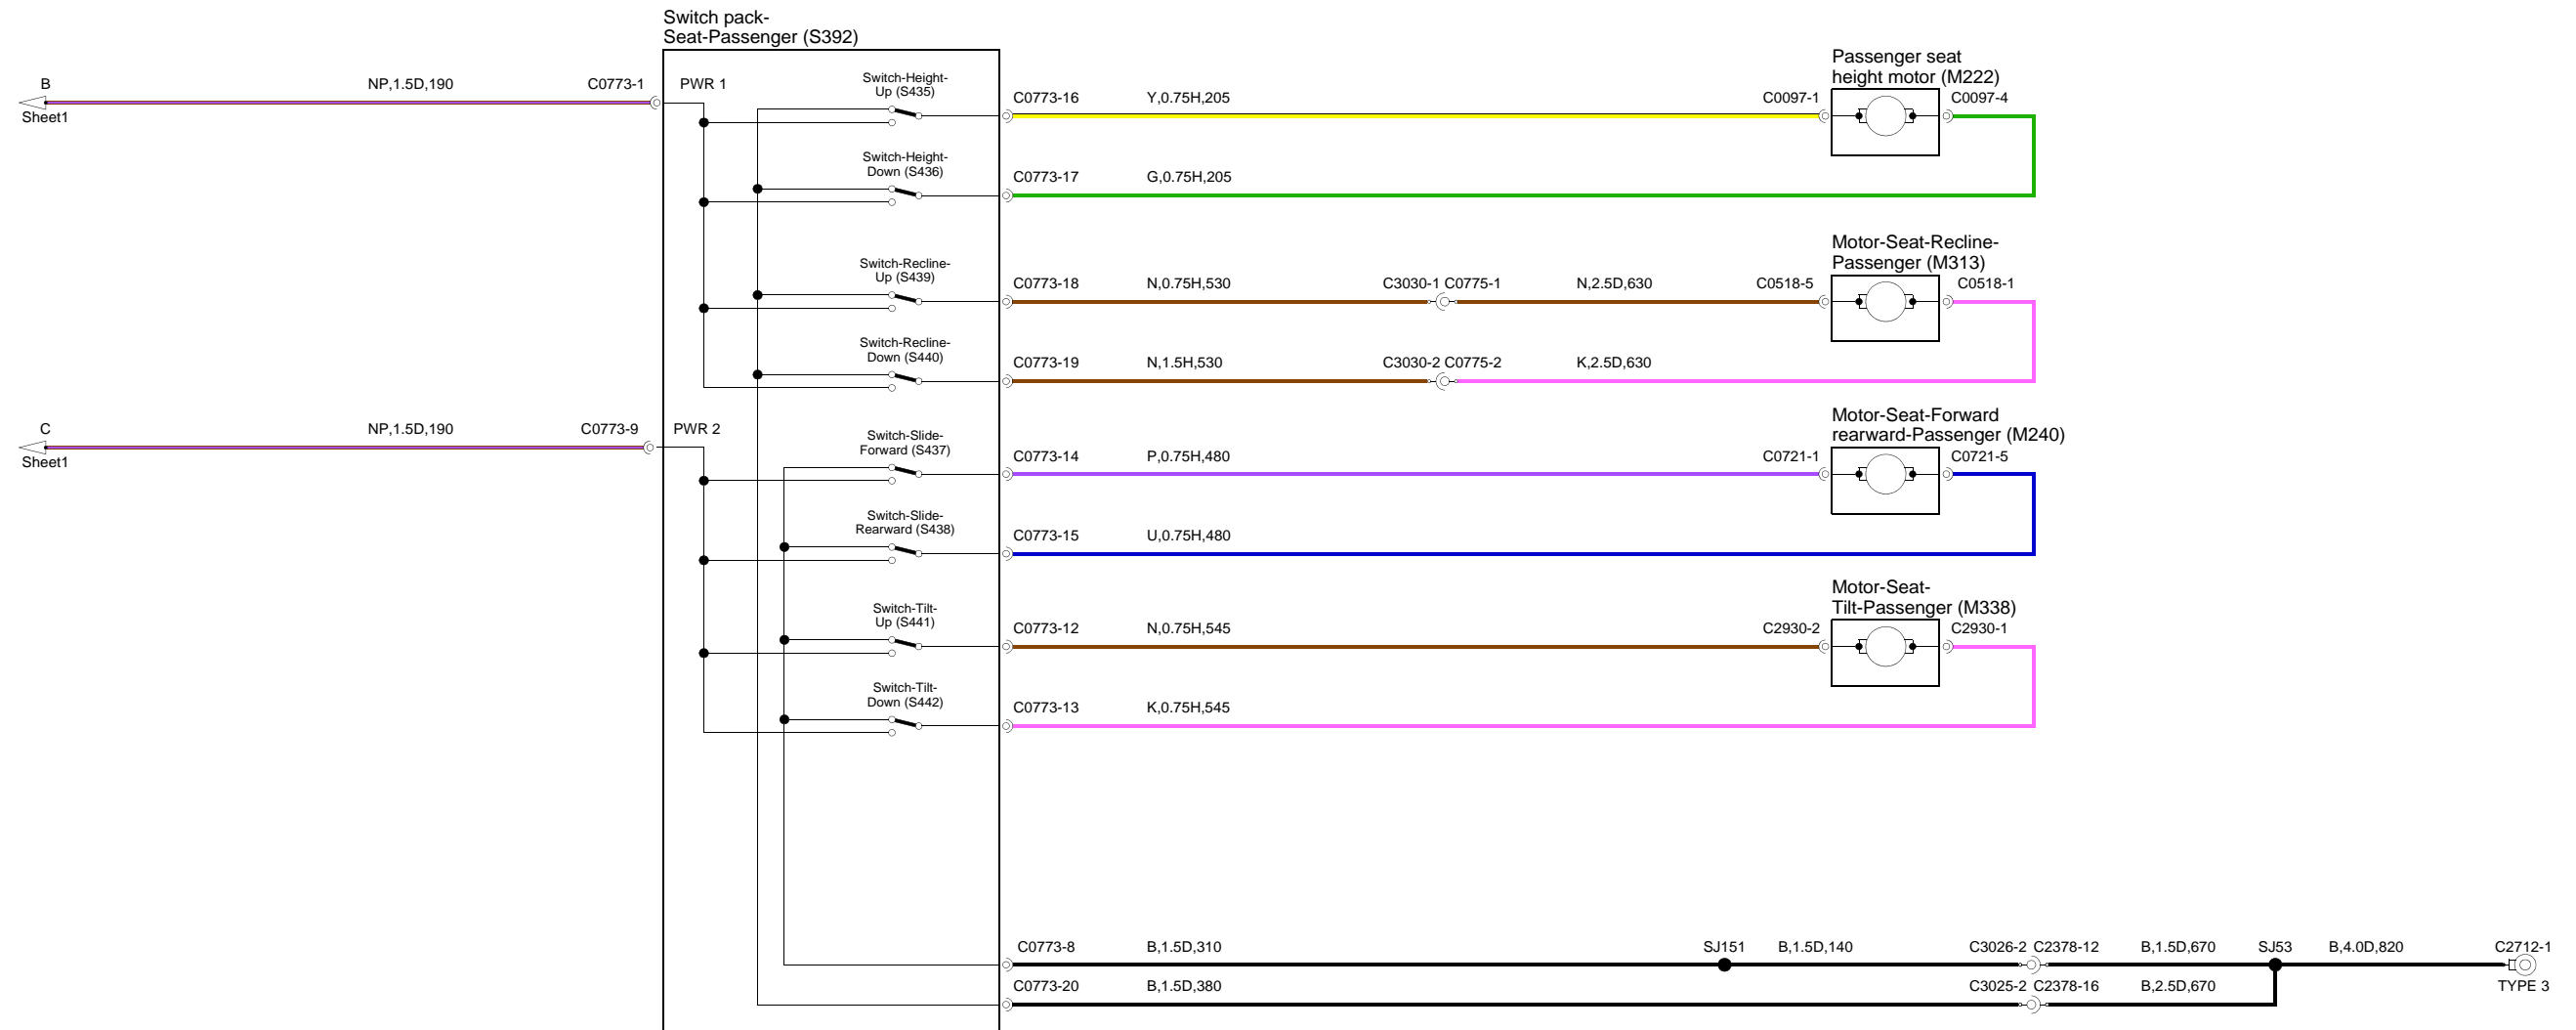 Switch pack-
Seat-Passenger (S392)
B
NP,1.5D,190
C0773-1
PWR 1
Sheet1
Switch-Height-
Up (S435)
C0773-16
Y,0.75H,205
C0097-1
Passenger seat
height motor (M222)
C0097-4
Switch-Height-
Down (S436)
C0773-17
G,0.75H,205
Switch-Recline-
Up (S439)
C0773-18
N,0.75H,530
C3030-1 C0775-1
N,2.5D,630
C0518-5
Motor-Seat-Recline-
Passenger (M313)
C0518-1
Switch-Recline-
Down (S440)
C0773-19
N,1.5H,530
C3030-2 C0775-2
K,2.5D,630
C
NP,1.5D,190
C0773-9
PWR 2
Sheet1
Switch-Slide-
Forward (S437)
C0773-14
P,0.75H,480
C0721-1
Motor-Seat-Forward
rearward-Passenger (M240)
C0721-5
Switch-Slide-
Rearward (S438)
C0773-15
U,0.75H,480
Switch-Tilt-
Up (S441)
C0773-12
N,0.75H,545
C2930-2
Motor-Seat-
Tilt-Passenger (M338)
C2930-1
Switch-Tilt-
Down (S442)
C0773-13
K,0.75H,545
C0773-8
B,1.5D,310
SJ151
B,1.5D,140
C3026-2 C2378-12
B,1.5D,670
SJ53
B,4.0D,820
C2712-1
C0773-20
B,1.5D,380
C3025-2 C2378-16
B,2.5D,670
TYPE 3